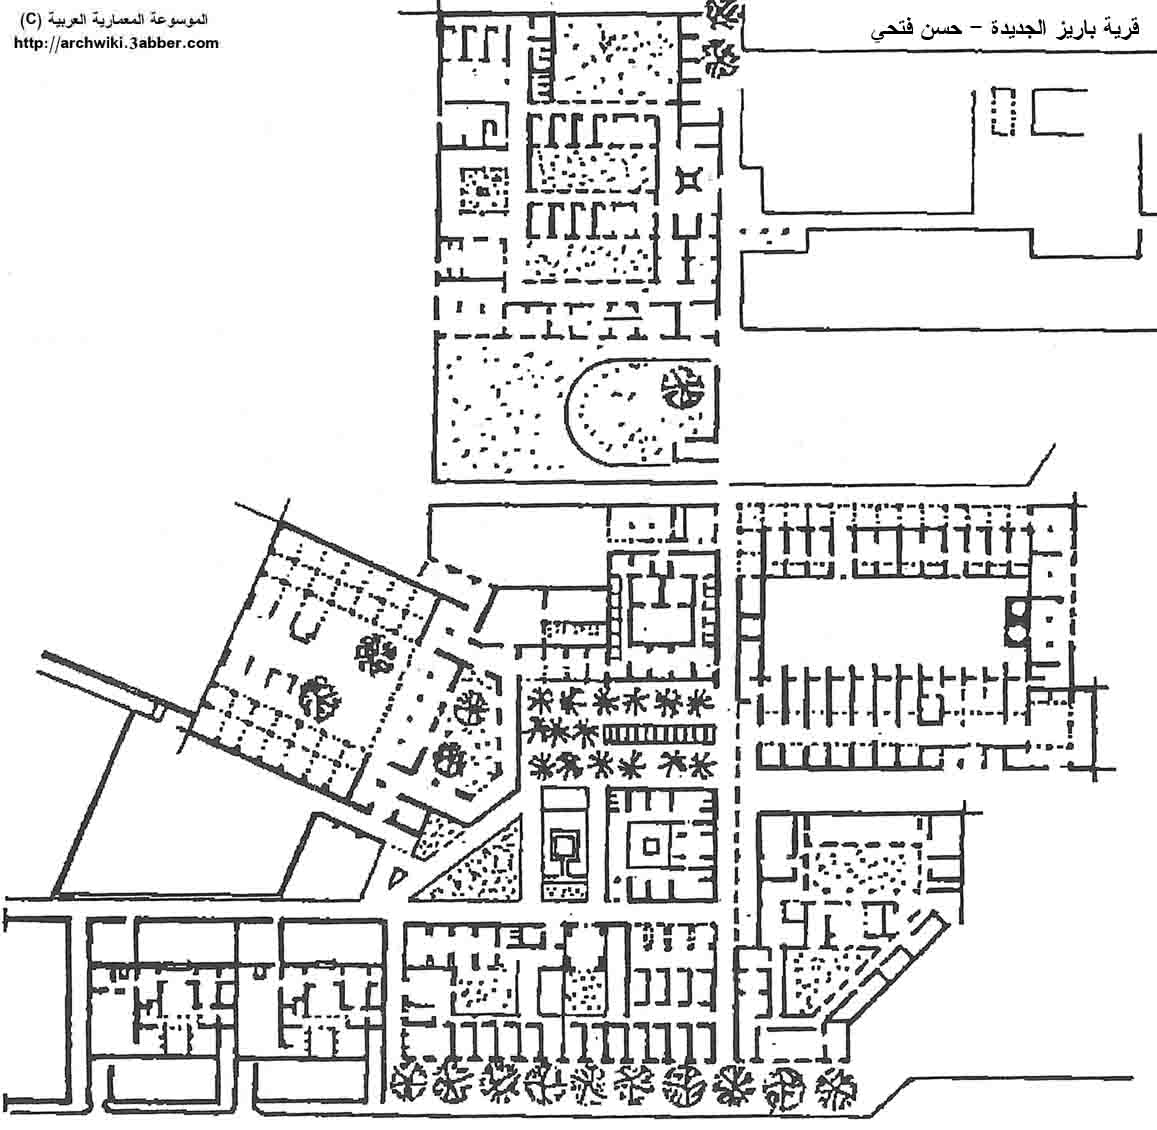 الموسوعة المعمارية العربية (C)
http://archwiki.3abber.com
قرية باريز الجديدة - حسن فتحي